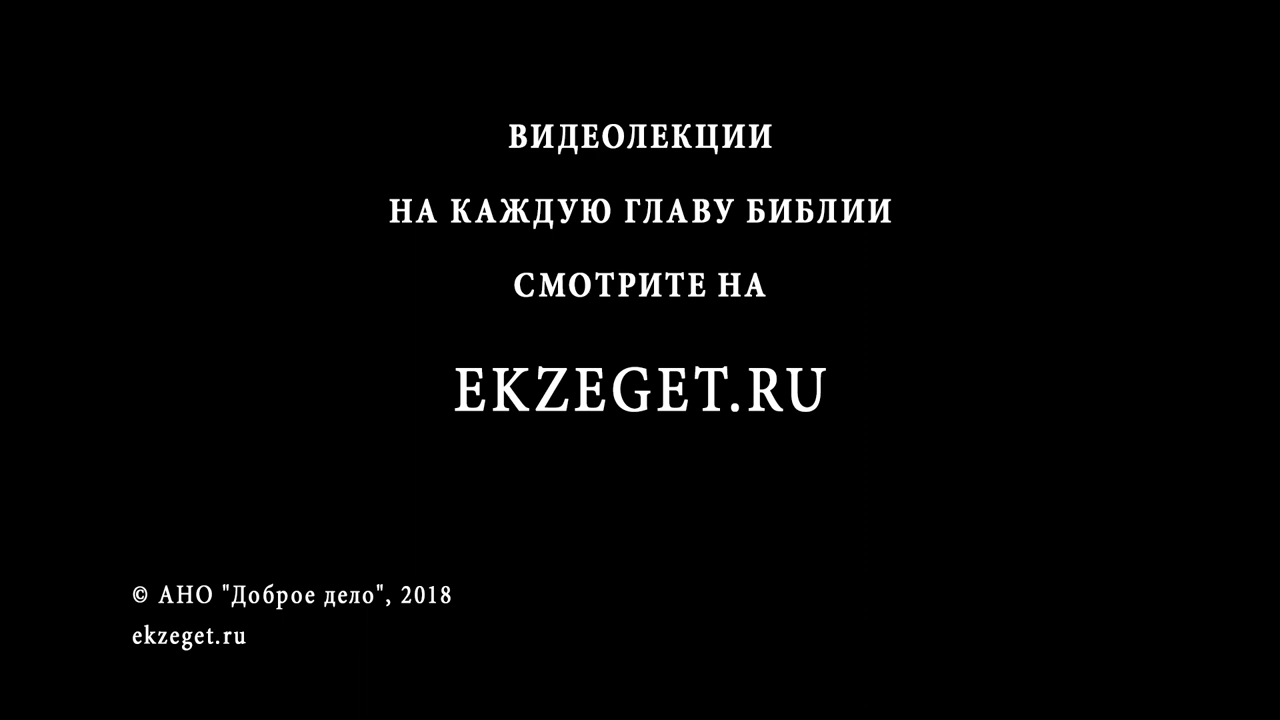 ВИДЕОЛЕКЦИИ
НА КАЖДУЮ ГЛАВУ БИБЛИИ
СМОТРИТЕ НА
EKZEGET.RU
© АНО "Доброе дело", 2018
ekzeget.ru